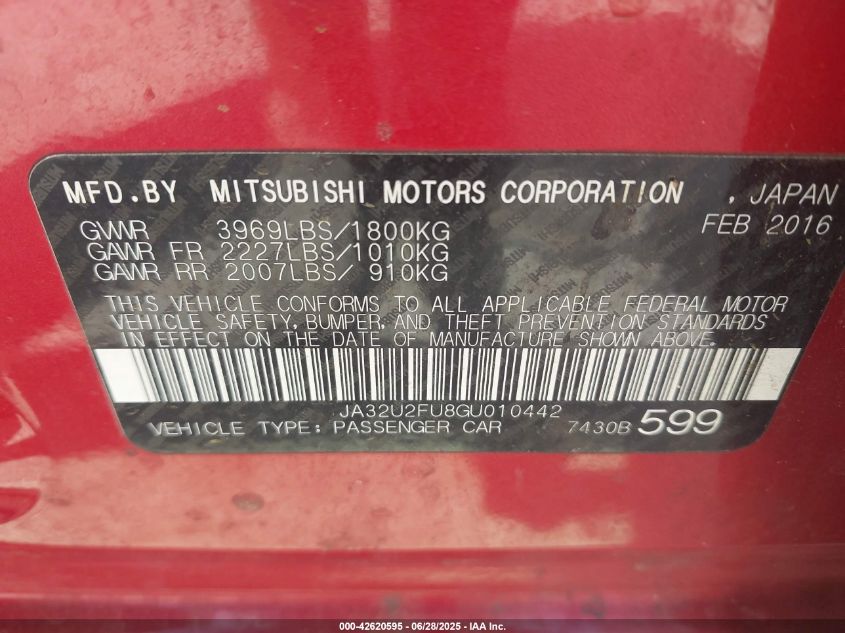 MFD.BY MITSUBISHI MOTORS CORPORATION , JAPAN
FEB 2016
GVWR 3969LBS/1800KG
GAWR FR 2227LBS/1010KG
GAWR RR 2007LBS/ 910KG
THIS VEHICLE CONFORMS TO ALL APPLICABLE FEDERAL MOTOR
VEHICLE SAFETY, BUMPER, AND THEFT PREVENTION STANDARDS
IN EFFECT ON THE DATE OF MANUFACTURE SHOWN ABOVE.
JA32U2FU8GU010442
VEHICLE TYPE: PASSENGER CAR 7430B 599
000-42620595 - 06/28/2025 - IAA Inc.